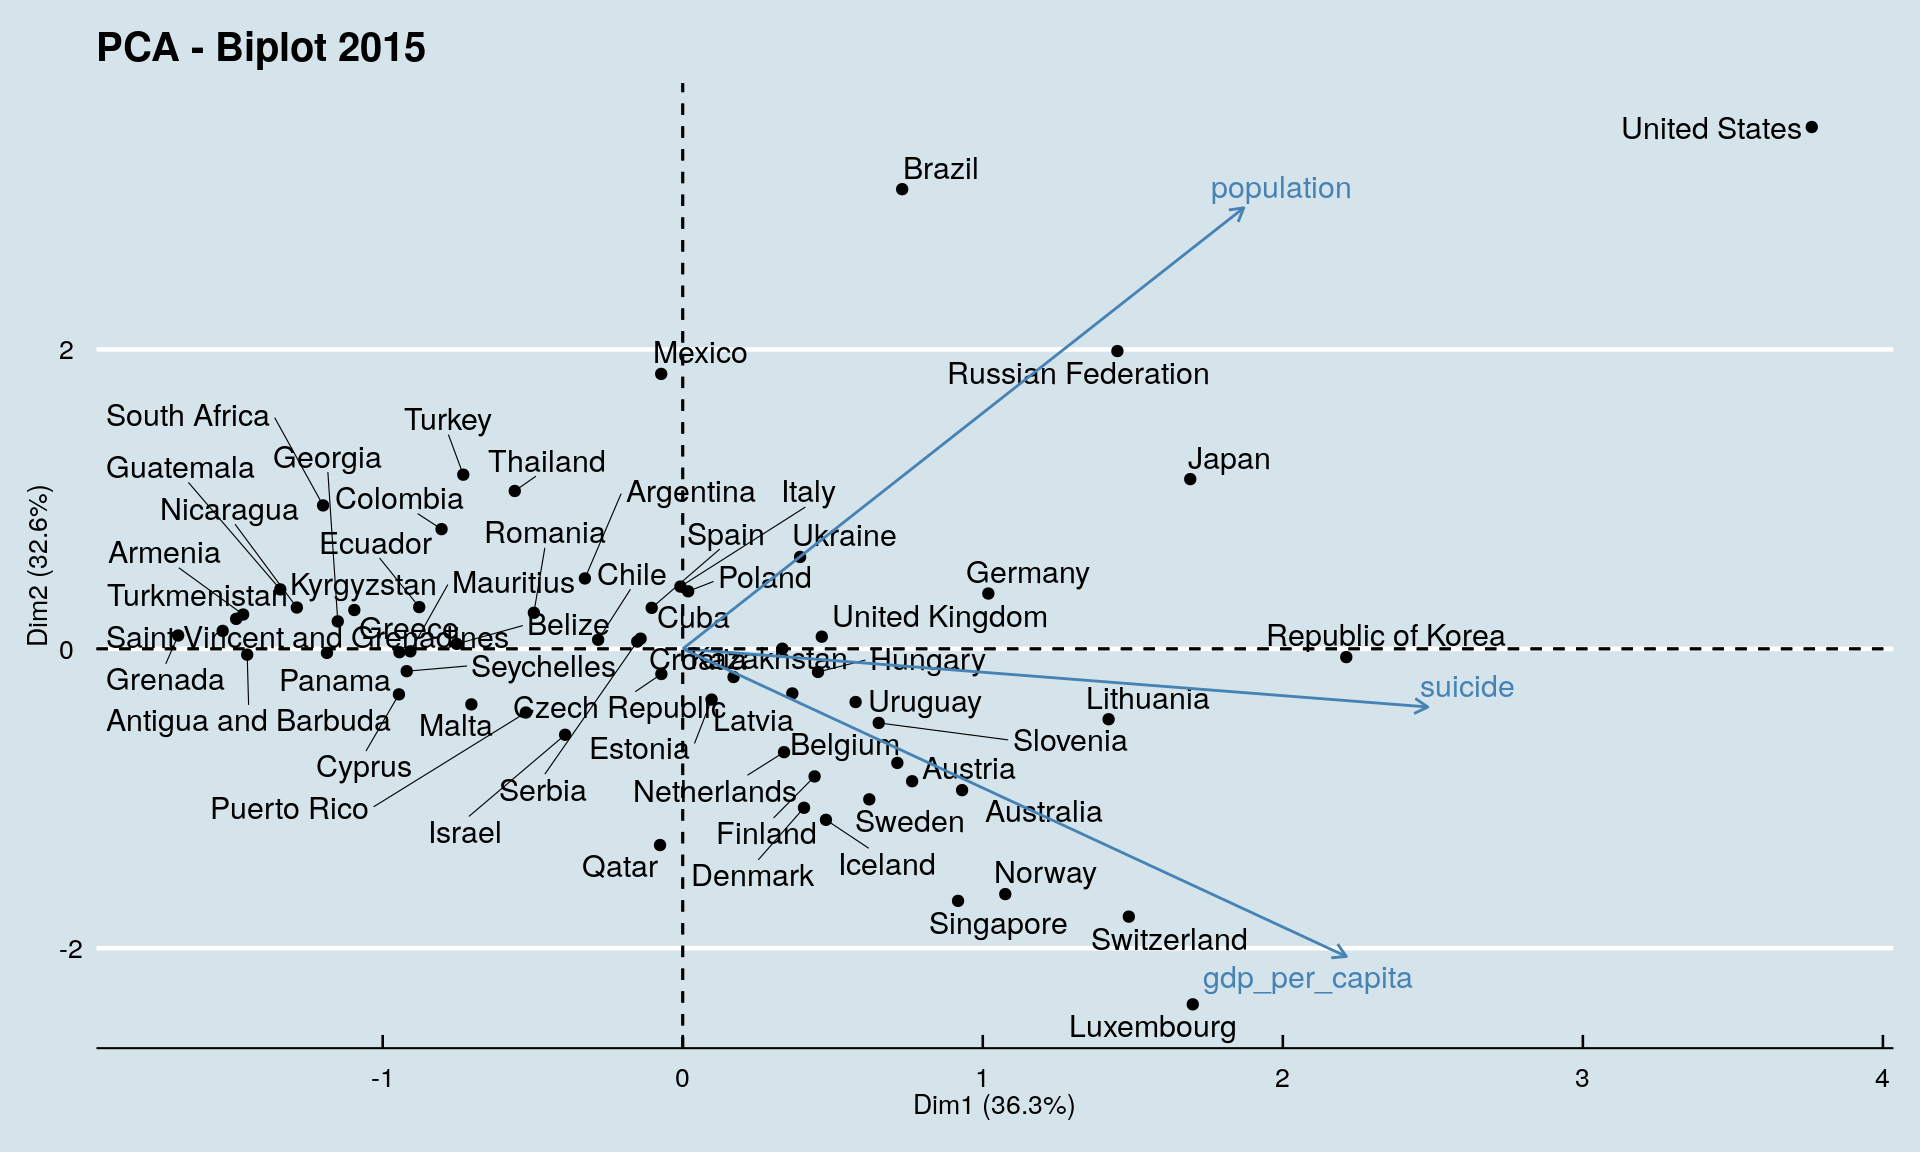 PCA - Biplot 2015
United States
Brazil
population
2
Mexico
Russian Federation
South Africa
Turkey
Guatemala
Georgia
Thailand
Japan
Colombia
Argentina
Italy
Nicaragua
Romania
Spain
Ukraine
Armenia
Ecuador
Turkmenistan
Kyrgyzstan
Mauritius
Chile
Poland
Germany
Saint Vincent and Grenadines
Greece
Belize
Cuba
United Kingdom
Republic of Korea
0
Grenada
Panama
Seychelles
Croatia
Kazakhstan
Hungary
suicide
Antigua and Barbuda
Malta
Czech Republic
Latvia
Uruguay
Lithuania
Cyprus
Estonia
Belgium
Slovenia
Puerto Rico
Serbia
Netherlands
Austria
Israel
Finland
Sweden
Australia
Qatar
Denmark
Iceland
Norway
Singapore
Switzerland
-2
gdp_per_capita
Luxembourg
-1
0
1
2
3
4
Dim1 (36.3%)
Dim2 (32.6%)